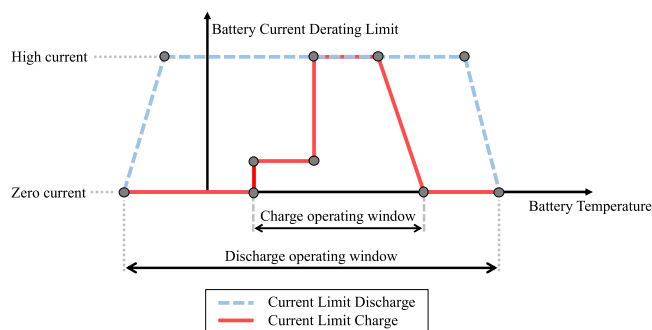 Battery Current Derating Limit
High current
Zero current
Battery Temperature
Charge operating window
Discharge operating window
Current Limit Discharge
Current Limit Charge